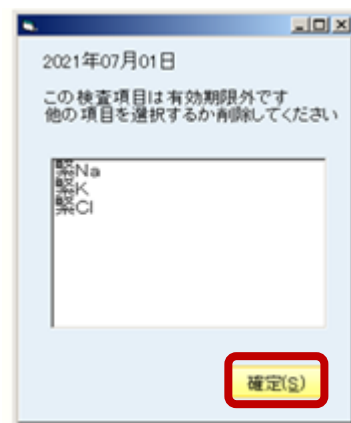 2021年07月01日
この検査項目は有効期限外です
他の項目を選択するか削除してください
緊Na
緊K
緊Cl
確定(S)